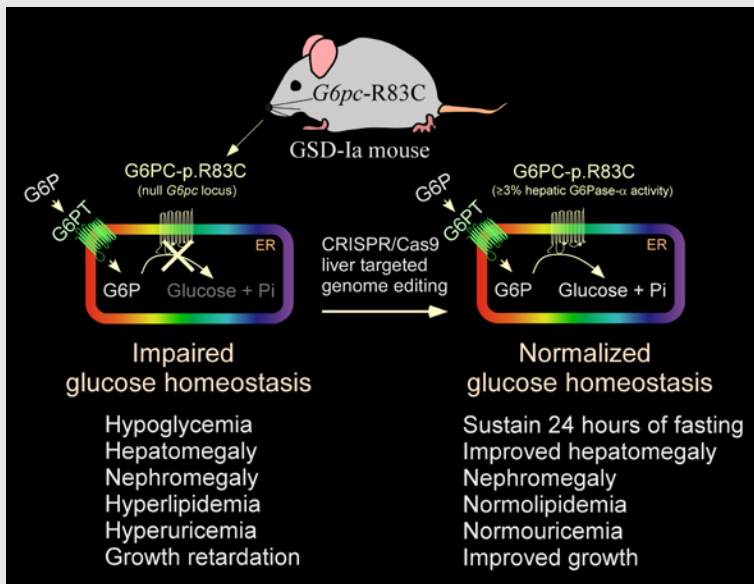 G6pc-R83C
GSD-Ia mouse
G6PC-p.R83C
(null G6pc locus)
G6P
G6PT
ER
G6P
Glucose + Pi
CRISPR/Cas9
liver targeted
genome editing
G6PC-p.R83C
(≥3% hepatic G6Pase-α activity)
G6P
G6PT
ER
G6P
Glucose + Pi
Impaired
glucose homeostasis
Hypoglycemia
Hepatomegaly
Nephromegaly
Hyperlipidemia
Hyperuricemia
Growth retardation
Normalized
glucose homeostasis
Sustain 24 hours of fasting
Improved hepatomegaly
Nephromegaly
Normolipidemia
Normouricemia
Improved growth